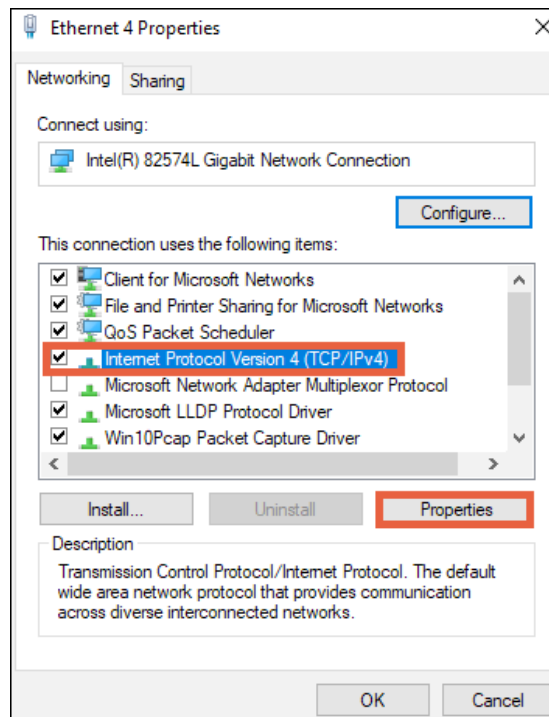 Ethernet 4 Properties
Networking
Sharing
Connect using:
Intel(R) 82574L Gigabit Network Connection
Configure...
This connection uses the following items:
Client for Microsoft Networks
File and Printer Sharing for Microsoft Networks
QoS Packet Scheduler
Internet Protocol Version 4 (TCP/IPv4)
Microsoft Network Adapter Multiplexor Protocol
Microsoft LLDP Protocol Driver
Win10Pcap Packet Capture Driver
Install...
Uninstall
Properties
Description
Transmission Control Protocol/Internet Protocol. The default
wide area network protocol that provides communication
across diverse interconnected networks.
OK
Cancel